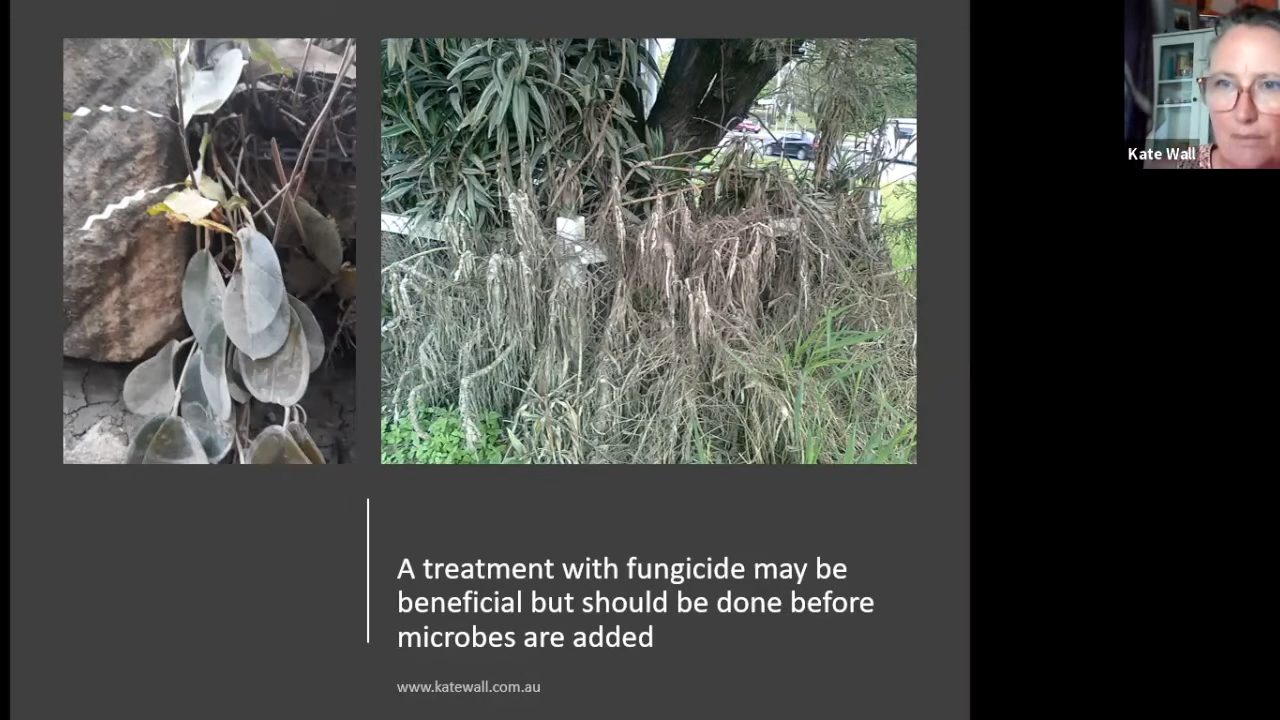 Kate Wall
A treatment with fungicide may be
beneficial but should be done before
microbes are added
www.katewall.com.au